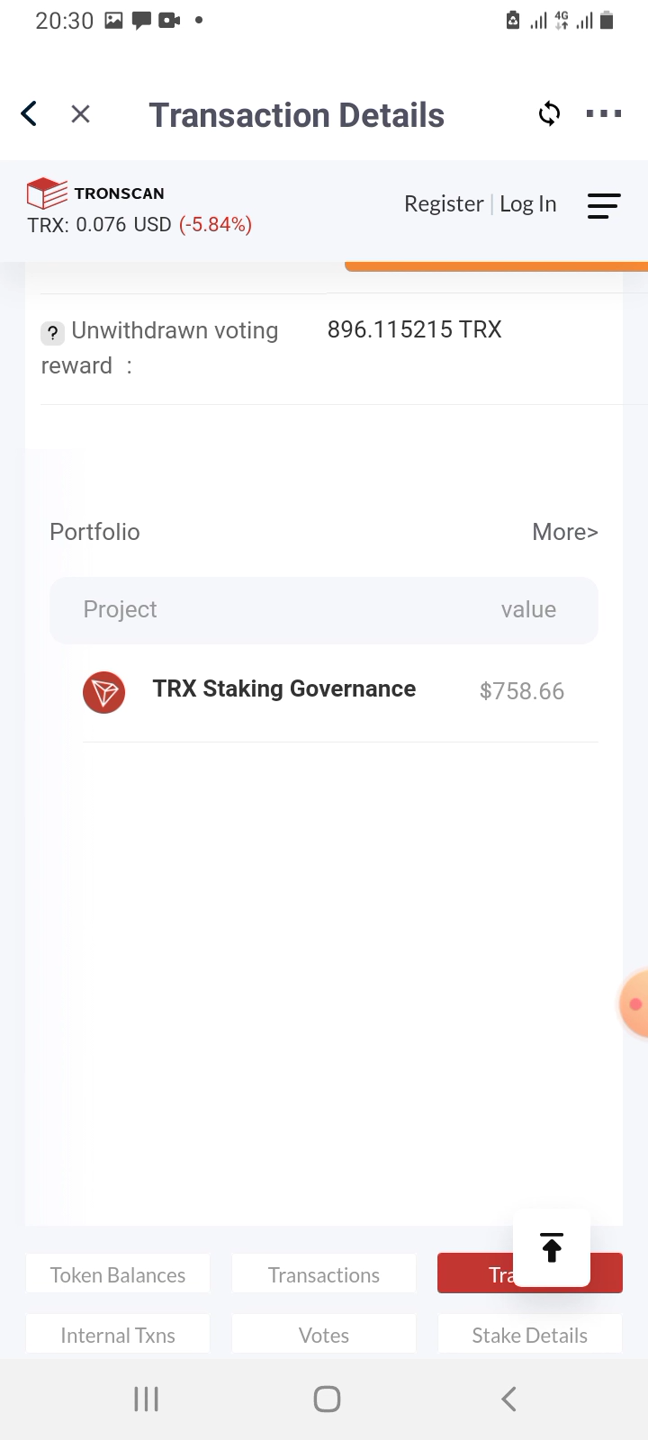 20:30
4G
Transaction Details
TRONSCAN
TRX: 0.076 USD (-5.84%)
Register | Log In
? Unwithdrawn voting
reward :
896.115215 TRX
Portfolio
More>
Project
value
TRX Staking Governance
$758.66
Token Balances
Transactions
Internal Txns
Votes
Stake Details